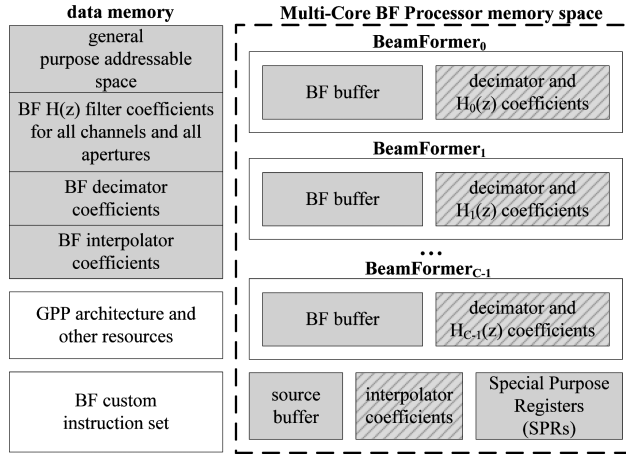 data memory
general
purpose addressable
space
BF H(z) filter coefficients
for all channels and all
apertures
BF decimator
coefficients
BF interpolator
coefficients
GPP architecture and
other resources
BF custom
instruction set
Multi-Core BF Processor memory space
BeamFormer₀
BF buffer
decimator and
H₀(z) coefficients
BeamFormer₁
BF buffer
decimator and
H₁(z) coefficients
...
BeamFormer_C-1
BF buffer
decimator and
H_C-1(z) coefficients
source
buffer
interpolator
coefficients
Special Purpose
Registers
(SPRs)